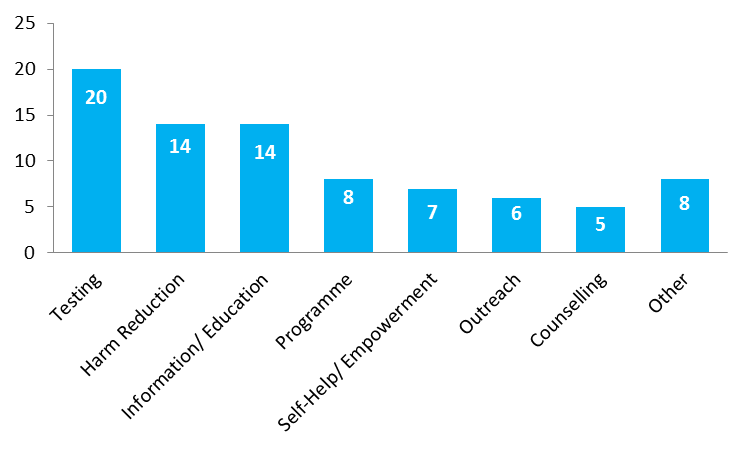 25
20
15
10
5
0
20
14
14
8
7
6
5
8
Testing
Harm Reduction
Information/ Education
Programme
Self-Help/ Empowerment
Outreach
Counselling
Other